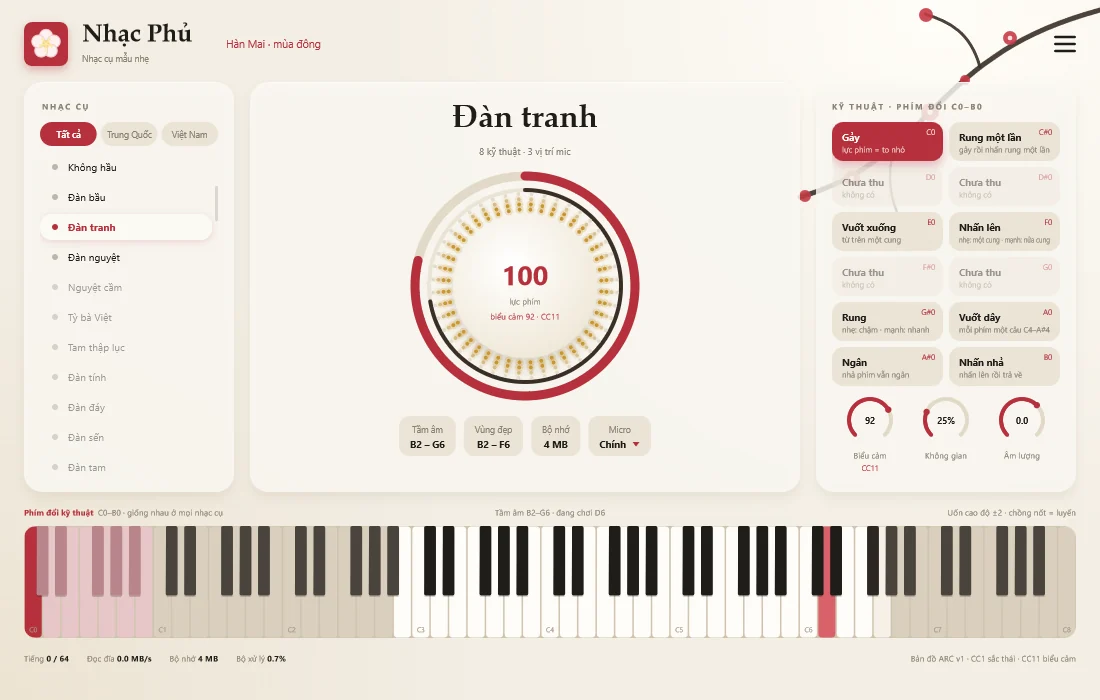 Nhạc Phủ
Nhạc cụ mẫu nhẹ
Hàn Mai · mùa đông
NHẠC CỤ
Tất cả
Trung Quốc
Việt Nam
Không hầu
Đàn bầu
Đàn tranh
Đàn nguyệt
Nguyệt cầm
Tỳ bà Việt
Tam thập lục
Đàn tính
Đàn đáy
Đàn sến
Đàn tam
Đàn tranh
8 kỹ thuật · 3 vị trí mic
100
lực phím
biểu cảm 92 · CC11
Tầm âm
B2 – G6
Vùng đẹp
B2 – F6
Bộ nhớ
4 MB
Micro
Chính
KỸ THUẬT · PHÍM ĐỔI C0–B0
Gảy
C0
lực phím = to nhỏ
Rung một lần
C#0
gảy rồi nhấn rung một lần
Chưa thu
D0
không có
Chưa thu
D#0
không có
Vuốt xuống
E0
từ trên một cung
Nhấn lên
F0
nhẹ: một cung · mạnh: nửa cung
Chưa thu
F#0
không có
Chưa thu
G0
không có
Rung
G#0
nhẹ: chậm · mạnh: nhanh
Vuốt dây
A0
mỗi phím một câu C4–A#4
Ngân
A#0
nhả phím vẫn ngân
Nhấn nhả
B0
nhấn lên rồi trả về
92
25%
0.0
Biểu cảm
CC11
Không gian
Âm lượng
Phím đổi kỹ thuật C0–B0 · giống nhau ở mọi nhạc cụ
Tầm âm B2–G6 · đang chơi D6
Uốn cao độ ±2 · chồng nốt = luyến
C0
C1
C2
C3
C4
C5
C6
C7
C8
Tiếng 0 / 64
Đọc đĩa 0.0 MB/s
Bộ nhớ 4 MB
Bộ xử lý 0.7%
Bản đồ ARC v1 · CC1 sắc thái · CC11 biểu cảm